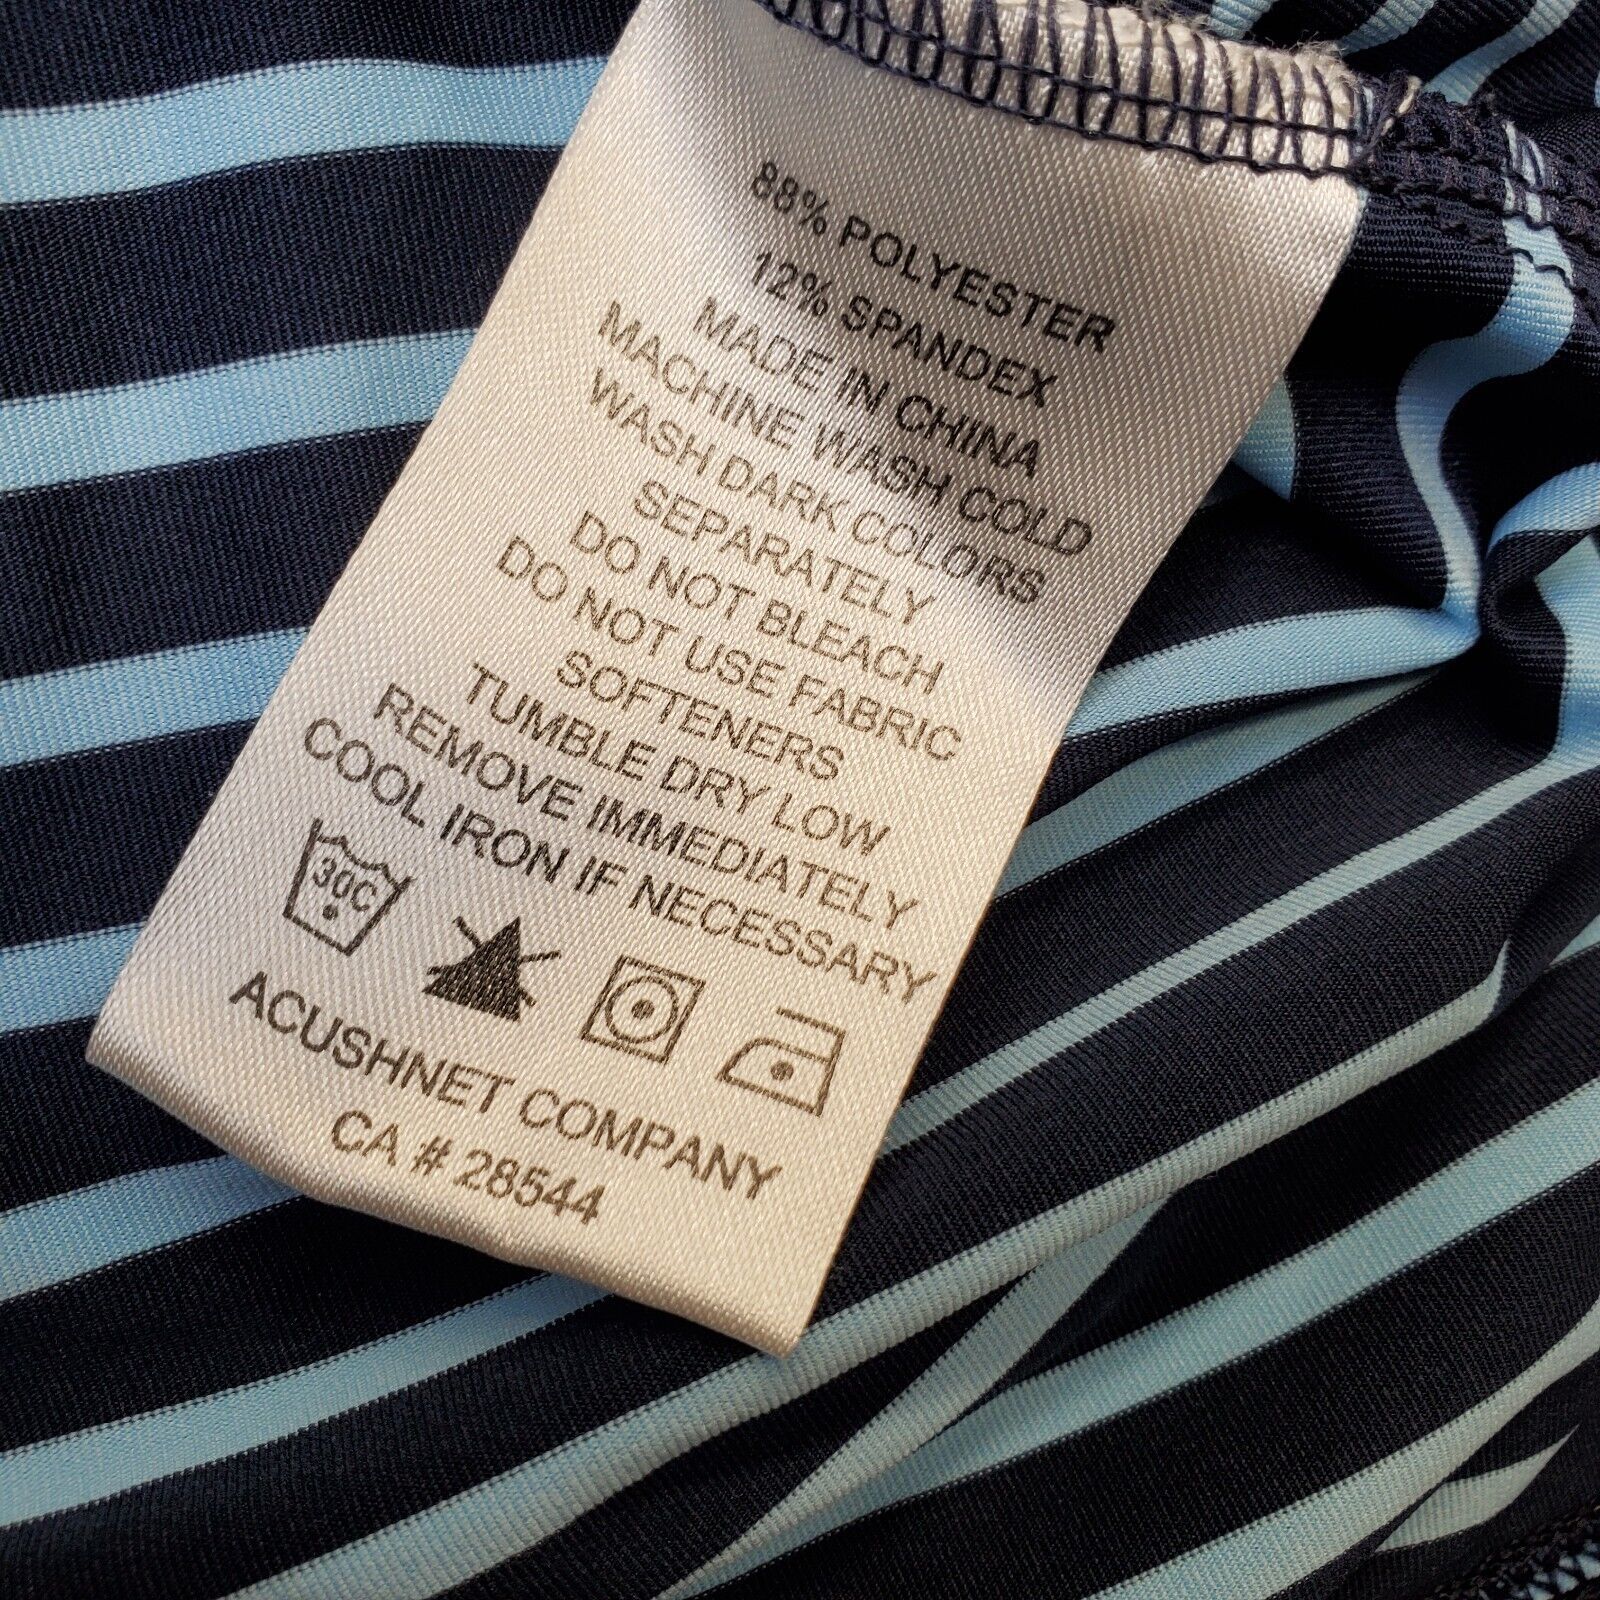 88% POLYESTER
12% SPANDEX
MADE IN CHINA
MACHINE WASH COLD
WASH DARK COLORS
SEPARATELY
DO NOT BLEACH
DO NOT USE FABRIC
SOFTENERS
TUMBLE DRY LOW
REMOVE IMMEDIATELY
COOL IRON IF NECESSARY
30C
ACUSHNET COMPANY
CA # 28544